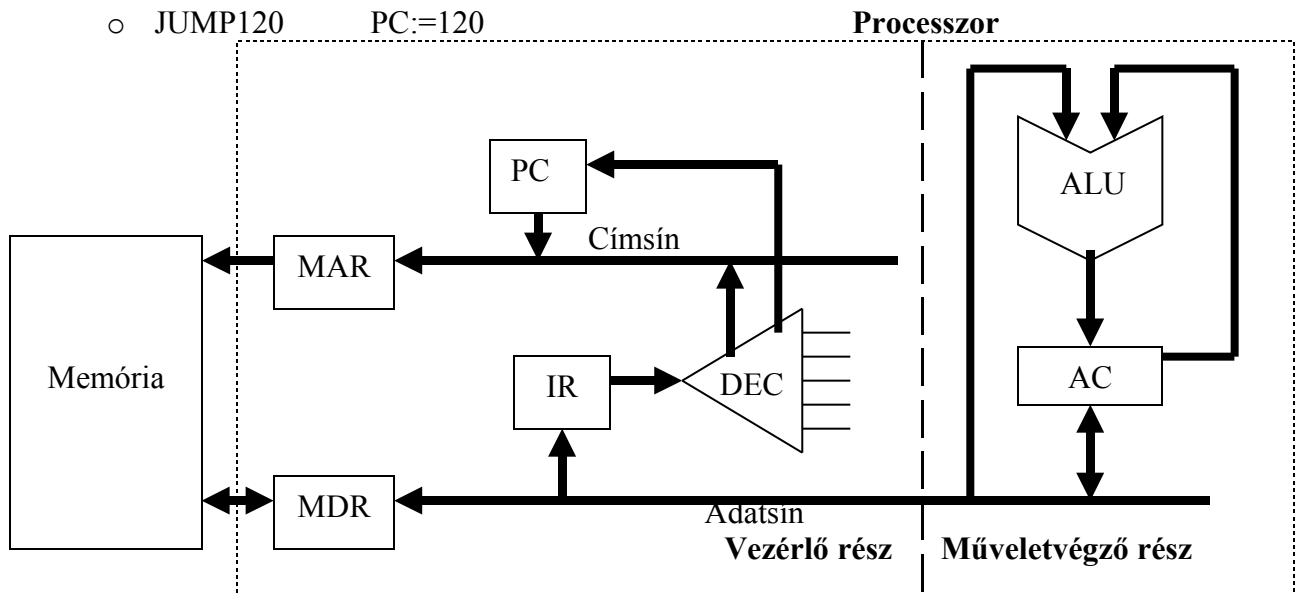 o JUMP120 PC:=120 Processzor
PC
ALU
Címsín
MAR
Memória
IR
DEC
AC
MDR
Adatsín
Vezérlő rész
Műveletvégző rész